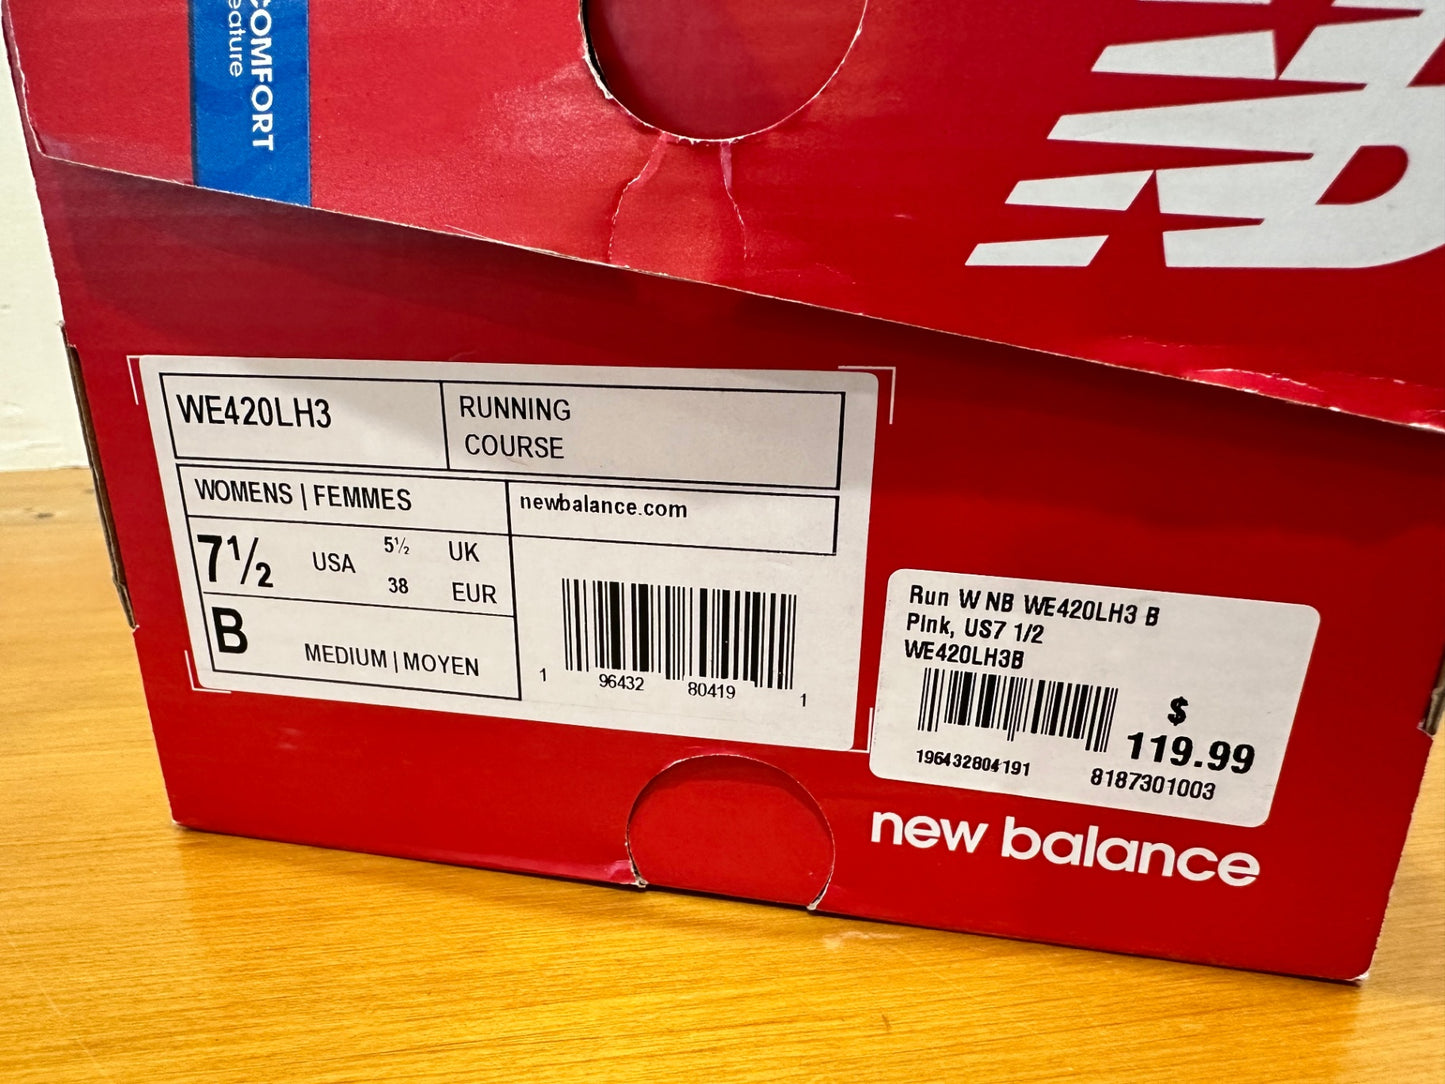 COMFORT
eature
WE420LH3
RUNNING
COURSE
WOMENS | FEMMES
newbalance.com
7½ USA 5½ UK
38 EUR
B MEDIUM | MOYEN
1 96432 80419 1
Run W NB WE420LH3 B
Pink, US7 1/2
WE420LH3B
$
119.99
196432804191
8187301003
new balance